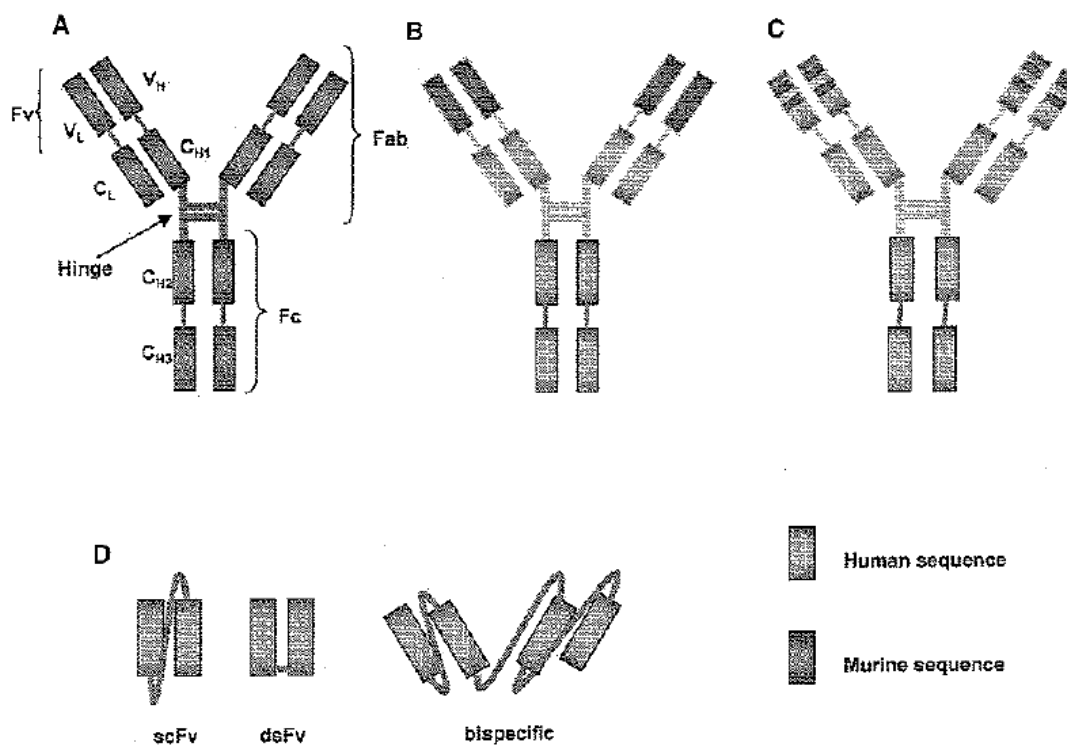 A
B
C
Fv
VH
VL
CH1
CL
Fab
Hinge
CH2
CH3
Fc
D
scFv
dsFv
bispecific
Human sequence
Murine sequence